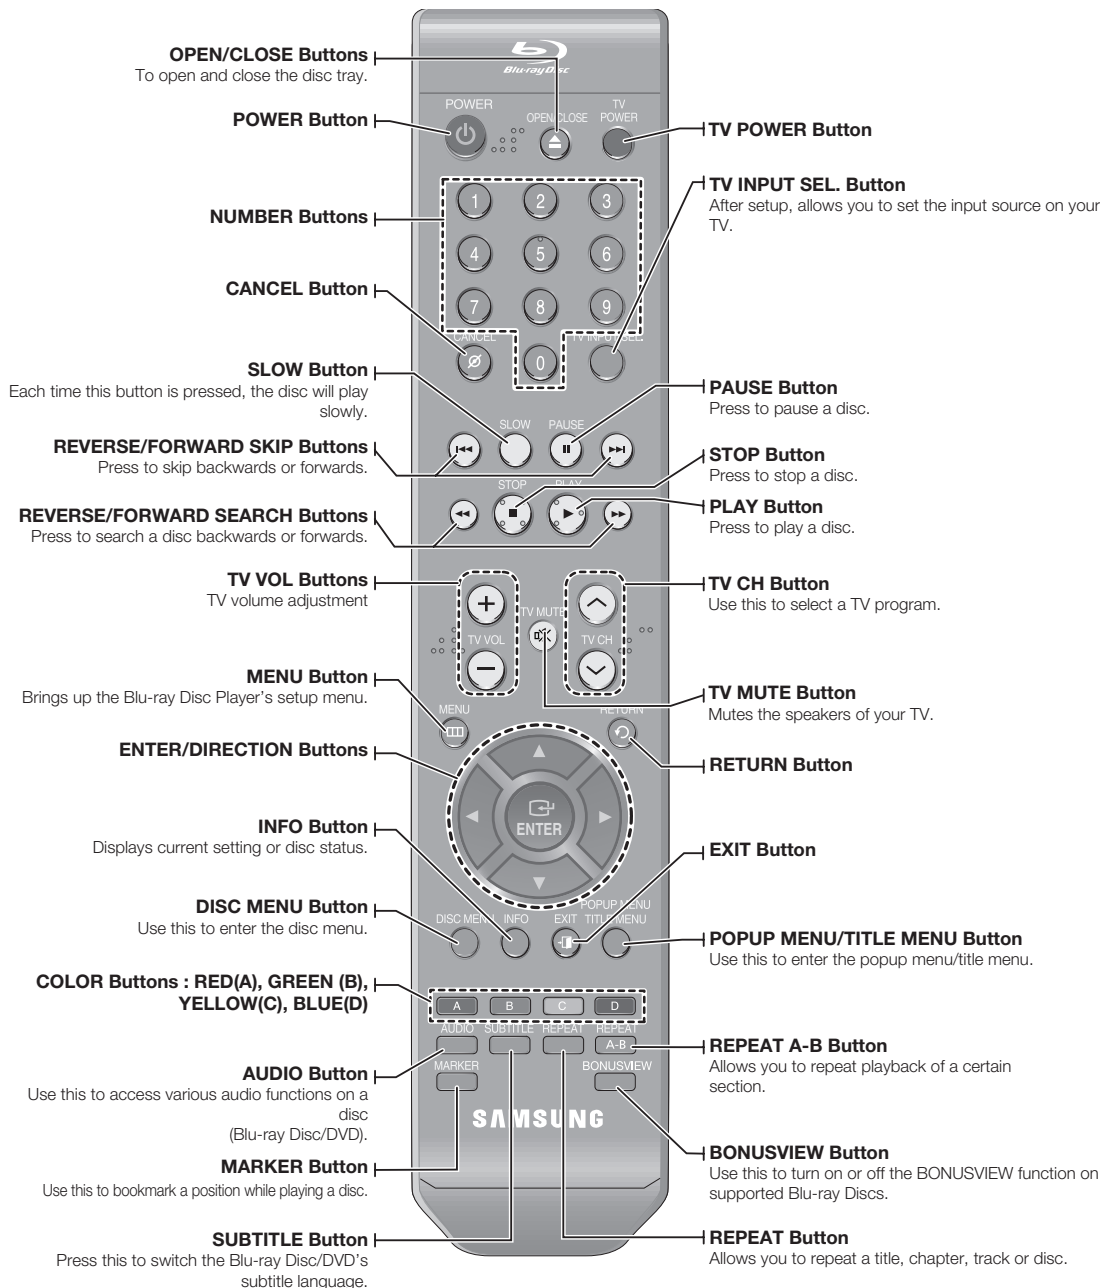 OPEN/CLOSE Buttons
To open and close the disc tray.
POWER Button
NUMBER Buttons
CANCEL Button
SLOW Button
Each time this button is pressed, the disc will play
slowly.
REVERSE/FORWARD SKIP Buttons
Press to skip backwards or forwards.
REVERSE/FORWARD SEARCH Buttons
Press to search a disc backwards or forwards.
TV VOL Buttons
TV volume adjustment
MENU Button
Brings up the Blu-ray Disc Player's setup menu.
ENTER/DIRECTION Buttons
INFO Button
Displays current setting or disc status.
DISC MENU Button
Use this to enter the disc menu.
COLOR Buttons : RED(A), GREEN (B),
YELLOW(C), BLUE(D)
AUDIO Button
Use this to access various audio functions on a
disc
(Blu-ray Disc/DVD).
MARKER Button
Use this to bookmark a position while playing a disc.
SUBTITLE Button
Press this to switch the Blu-ray Disc/DVD's
subtitle language.
Blu-ray Disc
POWER
OPEN/CLOSE
TV
POWER
1 2 3
4 5 6
7 8 9
CANCEL
0
TV INPUT SEL.
SLOW PAUSE
STOP PLAY
TV VOL
TV MUTE
TV CH
MENU
RETURN
ENTER
DISC MENU INFO EXIT
POPUP MENU
TITLE MENU
A B C D
AUDIO SUBTITLE REPEAT REPEAT
A-B
MARKER
BONUSVIEW
SAMSUNG
TV POWER Button
TV INPUT SEL. Button
After setup, allows you to set the input source on your
TV.
PAUSE Button
Press to pause a disc.
STOP Button
Press to stop a disc.
PLAY Button
Press to play a disc.
TV CH Button
Use this to select a TV program.
TV MUTE Button
Mutes the speakers of your TV.
RETURN Button
EXIT Button
POPUP MENU/TITLE MENU Button
Use this to enter the popup menu/title menu.
REPEAT A-B Button
Allows you to repeat playback of a certain
section.
BONUSVIEW Button
Use this to turn on or off the BONUSVIEW function on
supported Blu-ray Discs.
REPEAT Button
Allows you to repeat a title, chapter, track or disc.